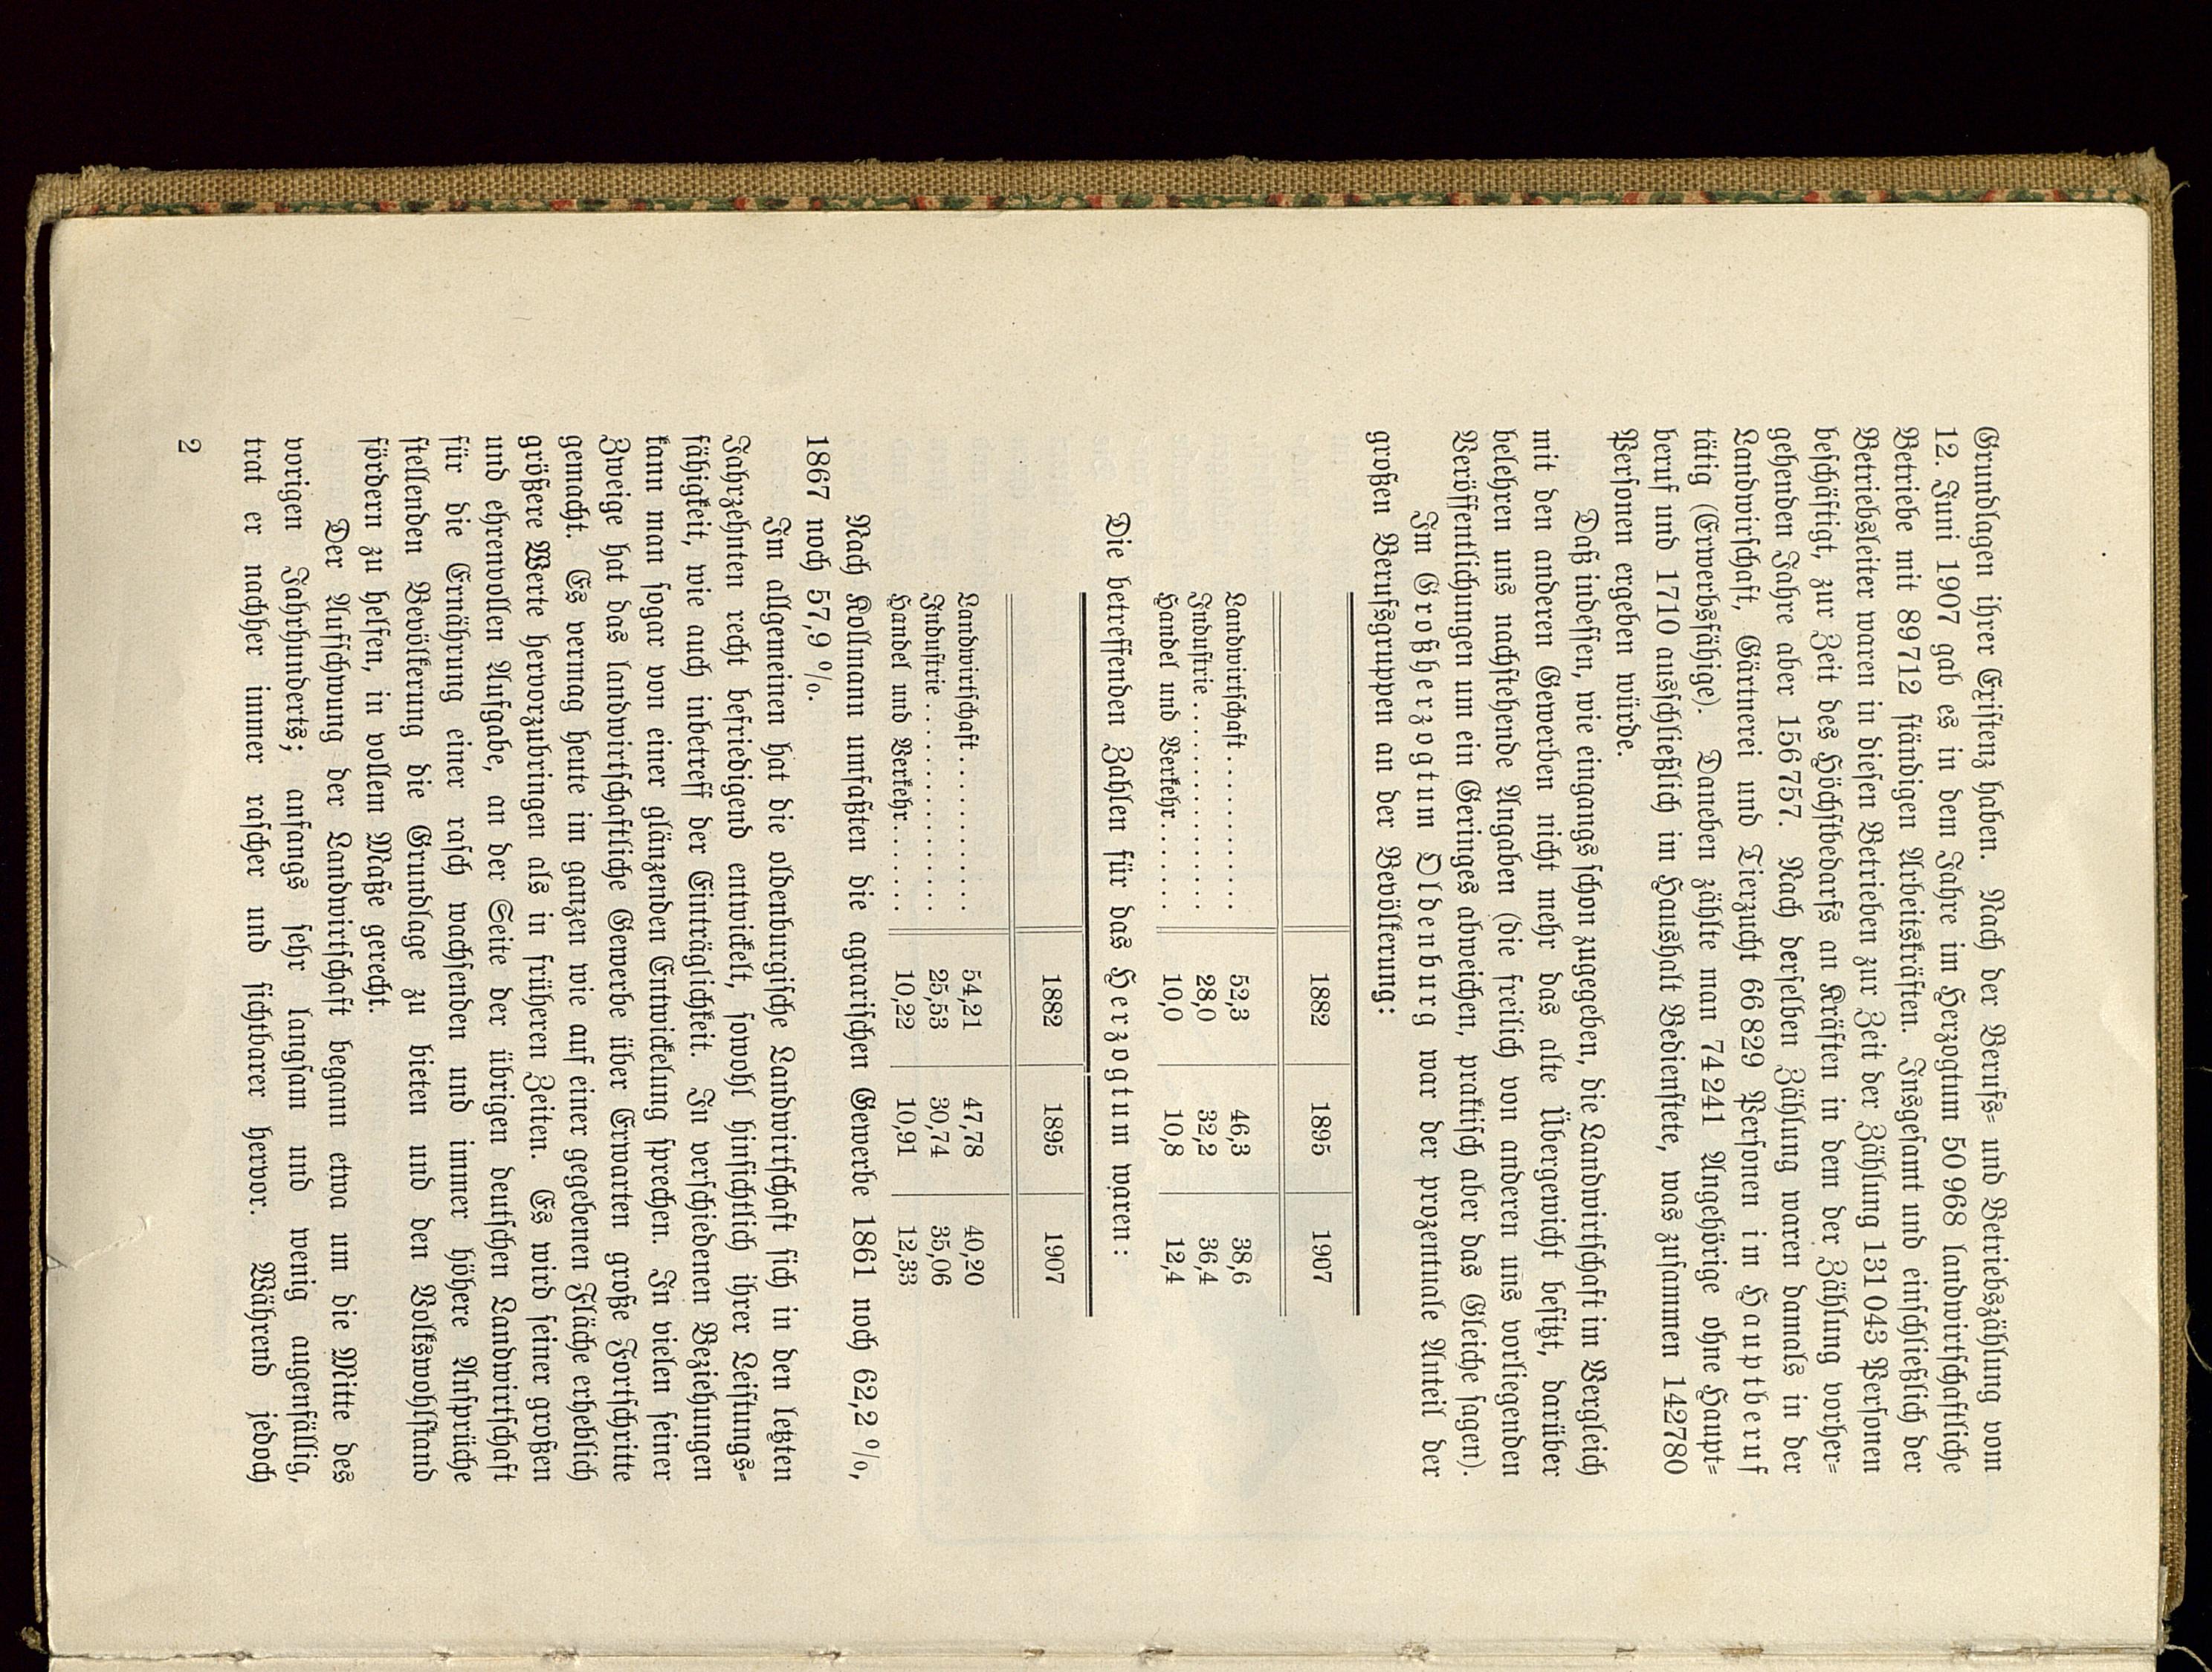 Grundlagen ihrer Existenz haben. Nach der Berufs- und Betriebszählung vom
12. Juni 1907 gab es in dem Jahre im Herzogtum 50 968 landwirtschaftliche
Betriebe mit 89 712 ständigen Arbeitskräften. Insgesamt und einschließlich der
Betriebsleiter waren in diesen Betrieben zur Zeit der Zählung 131 043 Personen
beschäftigt, zur Zeit des Höchstbedarfs an Kräften in dem der Zählung vorher-
gehenden Jahre aber 156 757. Nach derselben Zählung waren damals in der
Landwirtschaft, Gärtnerei und Tierzucht 66 829 Personen im Hauptberuf
tätig (Erwerbsfähige). Daneben zählte man 74 241 Angehörige ohne Haupt-
beruf und 1710 ausschließlich im Haushalt Bedienstete, was zusammen 142780
Personen ergeben würde.
Daß indessen, wie eingangs schon zugegeben, die Landwirtschaft im Vergleich
mit den anderen Gewerben nicht mehr das alte Übergewicht besitzt, darüber
belehren uns nachstehende Angaben (die freilich von anderen uns vorliegenden
Veröffentlichungen um ein Geringes abweichen, praktisch aber das Gleiche sagen).
Im Großherzogtum Oldenburg war der prozentuale Anteil der
großen Berufsgruppen an der Bevölkerung:
1882 1895 1907
Landwirtschaft . . . . . . . . . . . . 52,3 46,3 38,6
Industrie . . . . . . . . . . . . . . . . 28,0 32,2 36,4
Handel und Verkehr . . . . . . . 10,0 10,8 12,4
Die betreffenden Zahlen für das Herzogtum waren:
1882 1895 1907
Landwirtschaft . . . . . . . . . . . . 54,21 47,78 40,20
Industrie . . . . . . . . . . . . . . . . 25,53 30,74 35,06
Handel und Verkehr . . . . . . . 10,22 10,91 12,33
Nach Kollmann umfaßten die agrarischen Gewerbe 1861 noch 62,2 %,
1867 noch 57,9 %.
Im allgemeinen hat die oldenburgische Landwirtschaft sich in den letzten
Jahrzehnten recht befriedigend entwickelt, sowohl hinsichtlich ihrer Leistungs-
fähigkeit, wie auch inbetreff der Einträglichkeit. In verschiedenen Beziehungen
kann man sogar von einer glänzenden Entwickelung sprechen. In vielen seiner
Zweige hat das landwirtschaftliche Gewerbe über Erwarten große Fortschritte
gemacht. Es vermag heute im ganzen wie auf einer gegebenen Fläche erheblich
größere Werte hervorzubringen als in früheren Zeiten. Es wird seiner großen
und ehrenvollen Aufgabe, an der Seite der übrigen deutschen Landwirtschaft
für die Ernährung einer rasch wachsenden und immer höhere Ansprüche
stellenden Bevölkerung die Grundlage zu bieten und den Volkswohlstand
fördern zu helfen, in vollem Maße gerecht.
Der Aufschwung der Landwirtschaft begann etwa um die Mitte des
vorigen Jahrhunderts; anfangs sehr langsam und wenig augenfällig,
trat er nachher immer rascher und sichtbarer hervor. Während jedoch
2